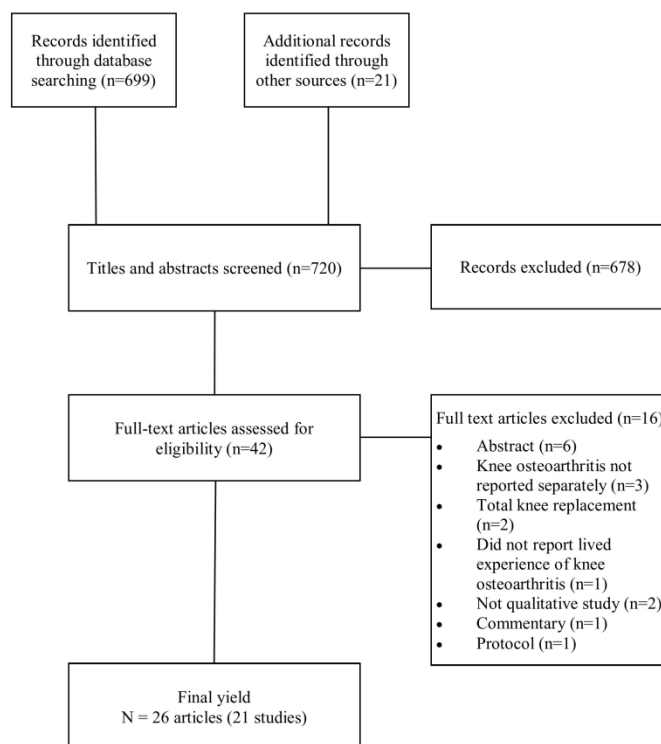 Records identified
through database
searching (n=699)
Additional records
identified through
other sources (n=21)
Titles and abstracts screened (n=720)
Records excluded (n=678)
Full-text articles assessed for
eligibility (n=42)
Full text articles excluded (n=16)
• Abstract (n=6)
• Knee osteoarthritis not
reported separately (n=3)
• Total knee replacement
(n=2)
• Did not report lived
experience of knee
osteoarthritis (n=1)
• Not qualitative study (n=2)
• Commentary (n=1)
• Protocol (n=1)
Final yield
N = 26 articles (21 studies)